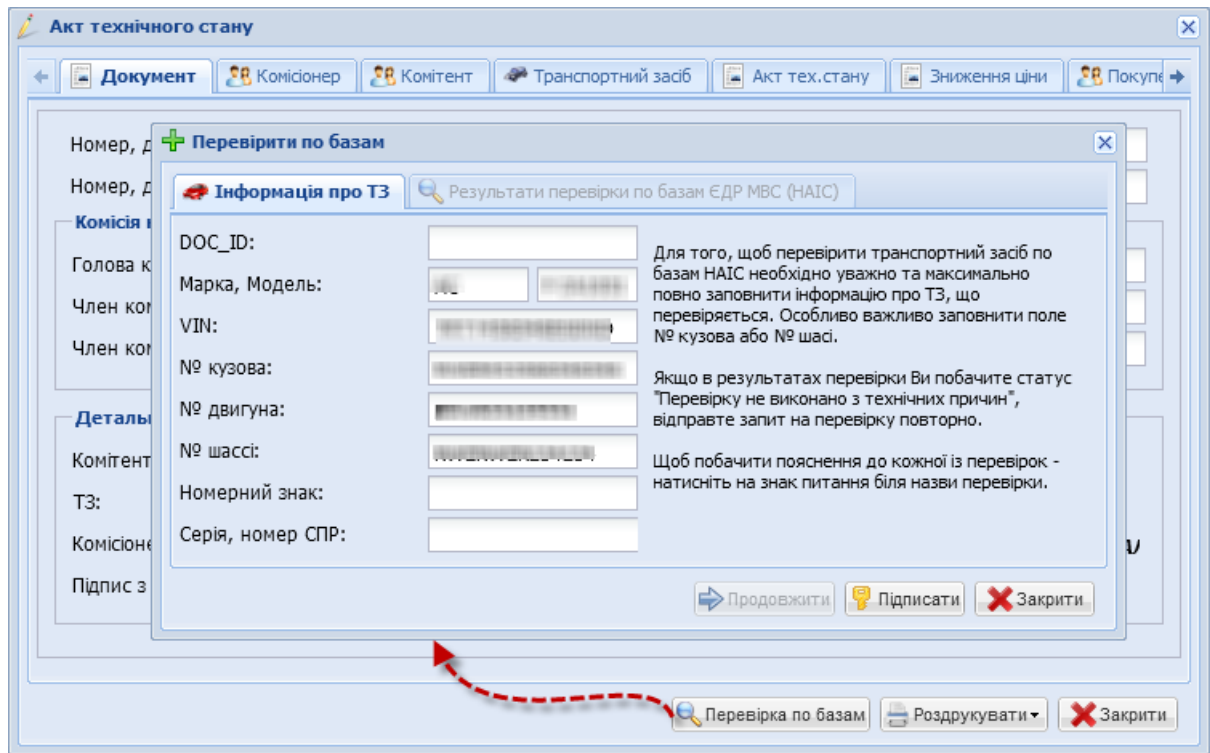 Акт технічного стану
Документ Комісіонер Комітент Транспортний засіб Акт тех.стану Зниження ціни Покупе
Номер, д
Номер, д
Комісія
Голова к
Член ком
Член ком
Деталь
Комітент
ТЗ:
Комісіоне
Підпис з
Перевірити по базам
Інформація про ТЗ Результати перевірки по базам ЄДР МВС (НАІС)
DOC_ID:
Марка, Модель:
VIN:
№ кузова:
№ двигуна:
№ шассі:
Номерний знак:
Серія, номер СПР:
Для того, щоб перевірити транспортний засіб по
базам НАІС необхідно уважно та максимально
повно заповнити інформацію про ТЗ, що
перевіряється. Особливо важливо заповнити поле
№ кузова або № шасі.
Якщо в результатах перевірки Ви побачите статус
"Перевірку не виконано з технічних причин",
відправте запит на перевірку повторно.
Щоб побачити пояснення до кожної із перевірок -
натисніть на знак питання біля назви перевірки.
Продовжити Підписати Закрити
Перевірка по базам Роздрукувати Закрити